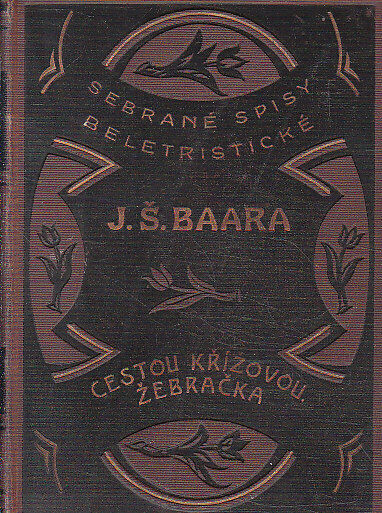 SEBRANÉ SPISY
BELETRISTICKÉ
J. Š. BAARA
CESTOU KŘÍŽOVOU,
ŽEBRAČKA